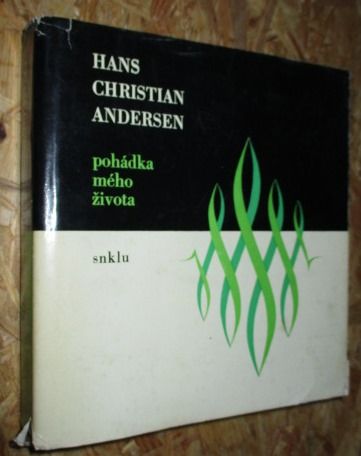 HANS
CHRISTIAN
ANDERSEN
pohádka
mého
života
snklu